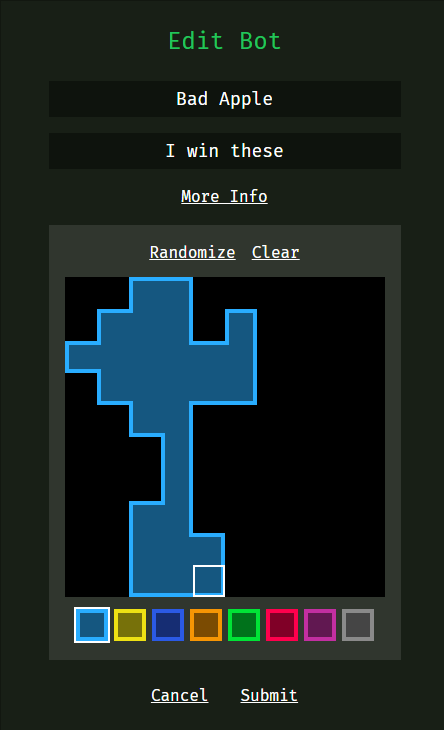 Edit Bot
Bad Apple
I win these
More Info
Randomize Clear
Cancel Submit